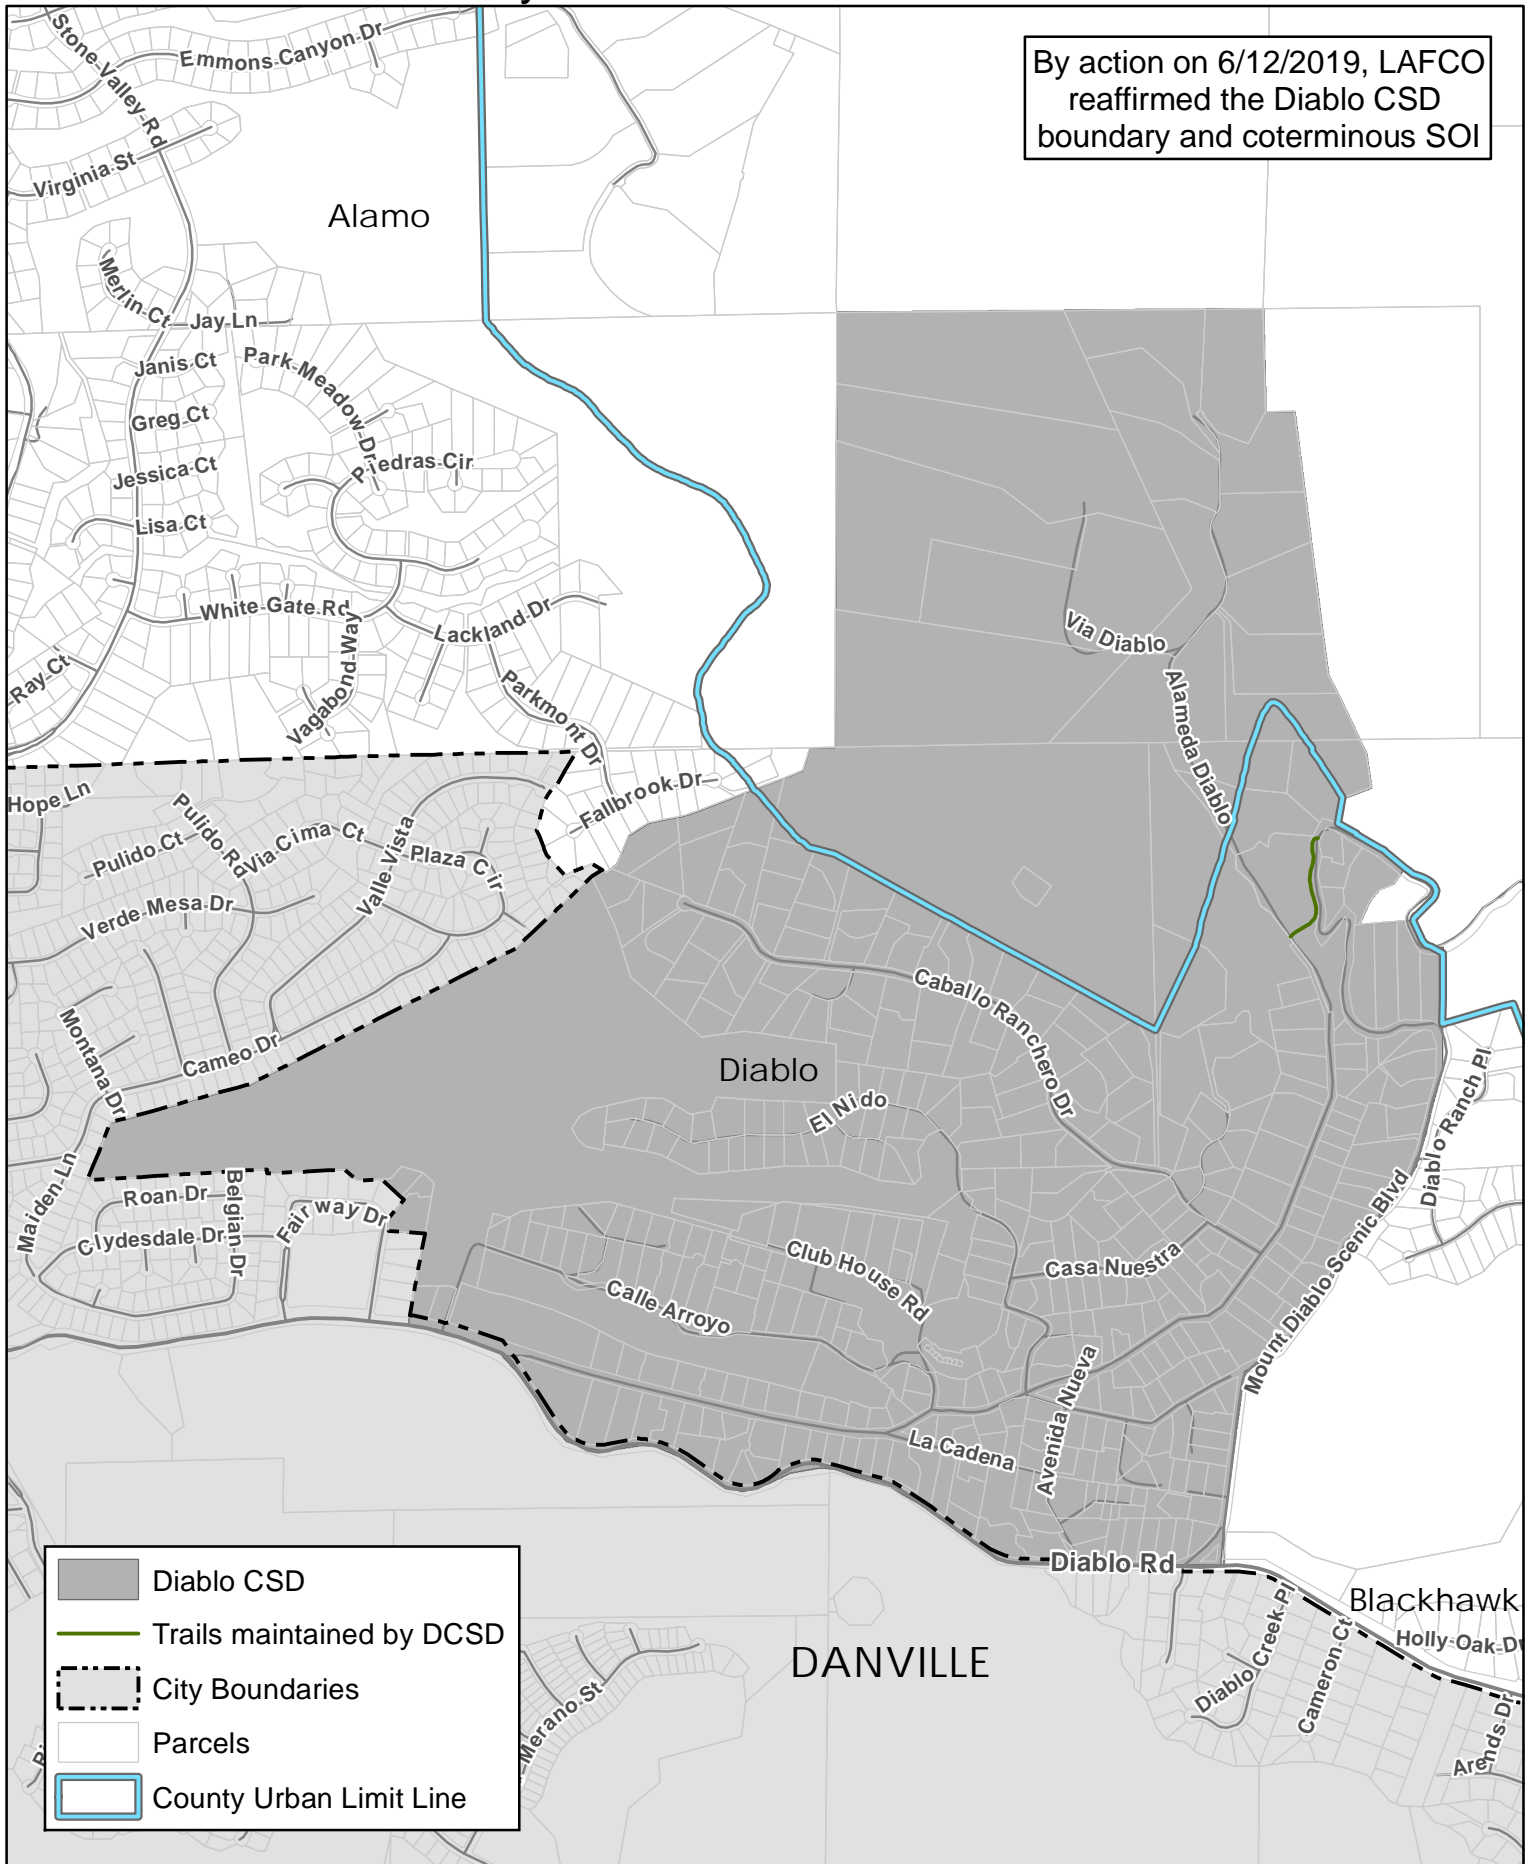 By action on 6/12/2019, LAFCO
reaffirmed the Diablo CSD
boundary and coterminous SOI
Stone Valley Rd
Emmons Canyon Dr
Virginia St
Alamo
Merlin Ct
Jay Ln
Janis Ct
Park Meadow Dr
Greg Ct
Jessica Ct
Piedras Cir
Lisa Ct
White Gate Rd
Lackland Dr
Via Diablo
Ray Ct
Vagabond Way
Parkmont Dr
Alameda Diablo
Hope Ln
Fallbrook Dr
Pulido Ct
Pulido Rd
Via Cima Ct
Valle Vista
Plaza Cir
Verde Mesa Dr
Caballo Ranchero Dr
Montana Dr
Cameo Dr
Diablo
El Nido
Diablo Ranch Pl
Maiden Ln
Roan Dr
Belgian Dr
Fairway Dr
Clydesdale Dr
Mount Diablo Scenic Blvd
Casa Nuestra
Club House Rd
Calle Arroyo
Avenida Nueva
La Cadena
Diablo Rd
Blackhawk
Holly Oak Dr
DANVILLE
Diablo Creek Pl
Cameron Ct
Arends Dr
Merano St
Diablo CSD
Trails maintained by DCSD
City Boundaries
Parcels
County Urban Limit Line